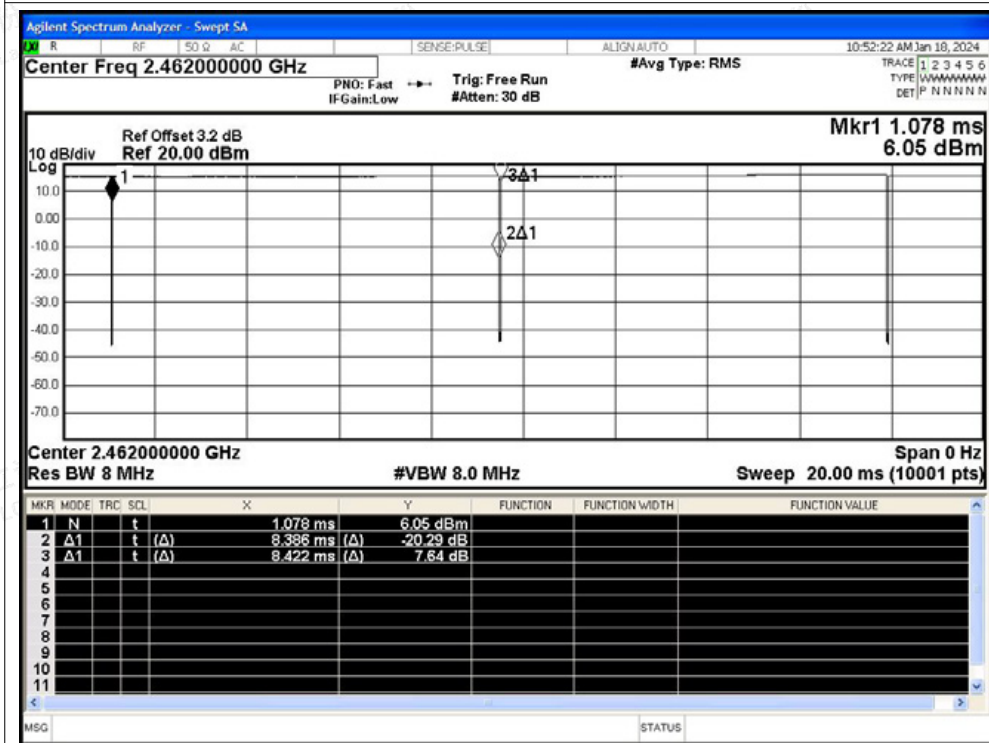 Agilent Spectrum Analyzer - Swept SA
LXI R RF 50 Ω AC SENSE:PULSE ALIGN AUTO 10:52:22 AM Jan 18, 2024
Center Freq 2.462000000 GHz
PNO: Fast
IFGain:Low
Trig: Free Run
#Atten: 30 dB
#Avg Type: RMS
TRACE 1 2 3 4 5 6
TYPE WWWWWW
DET P N N N N N
Mkr1 1.078 ms
6.05 dBm
Ref Offset 3.2 dB
10 dB/div Ref 20.00 dBm
Log
1
3Δ1
10.0
0.00
2Δ1
-10.0
-20.0
-30.0
-40.0
-50.0
-60.0
-70.0
Center 2.462000000 GHz Span 0 Hz
Res BW 8 MHz #VBW 8.0 MHz Sweep 20.00 ms (10001 pts)
MKR MODE TRC SCL X Y FUNCTION FUNCTION WIDTH FUNCTION VALUE
1 N t 1.078 ms 6.05 dBm
2 Δ1 t (Δ) 8.386 ms (Δ) -20.29 dB
3 Δ1 t (Δ) 8.422 ms (Δ) 7.64 dB
4
5
6
7
8
9
10
11
MSG STATUS